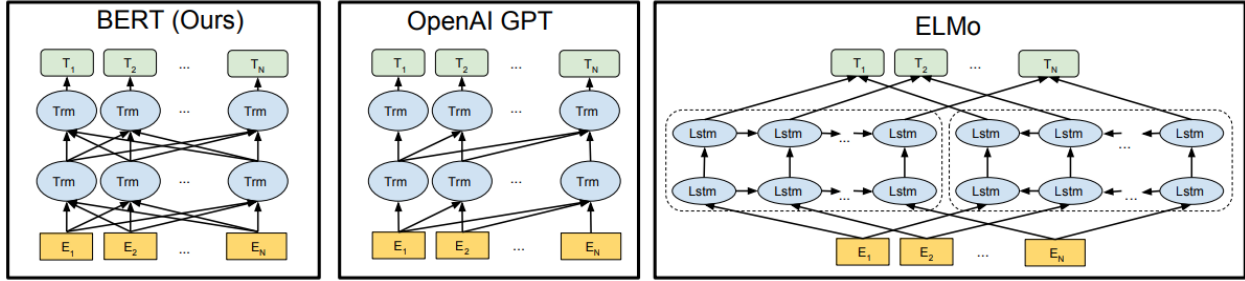 BERT (Ours)
T1 T2 ... TN
Trm Trm ... Trm
Trm Trm ... Trm
E1 E2 ... EN
OpenAI GPT
T1 T2 ... TN
Trm Trm ... Trm
Trm Trm ... Trm
E1 E2 ... EN
ELMo
T1 T2 ... TN
Lstm Lstm ... Lstm Lstm Lstm ... Lstm
Lstm Lstm ... Lstm Lstm Lstm ... Lstm
E1 E2 ... EN